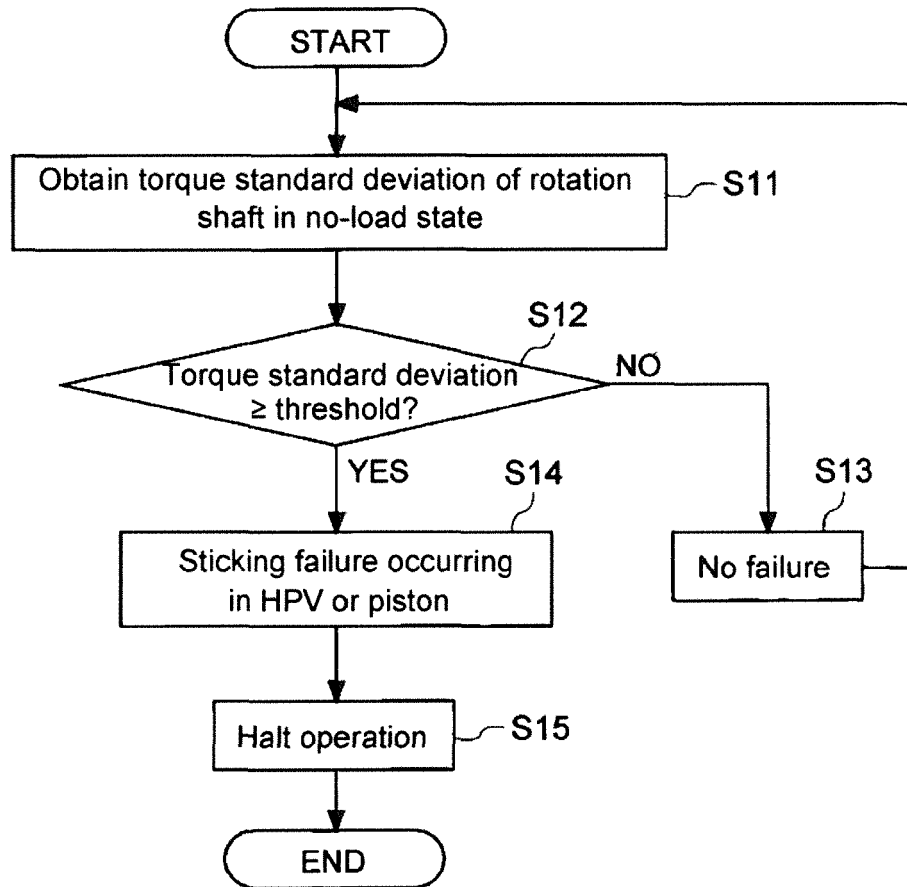 START
Obtain torque standard deviation of rotation
shaft in no-load state
S11
S12
Torque standard deviation
≥ threshold?
NO
YES
S14
S13
Sticking failure occurring
in HPV or piston
No failure
Halt operation
S15
END